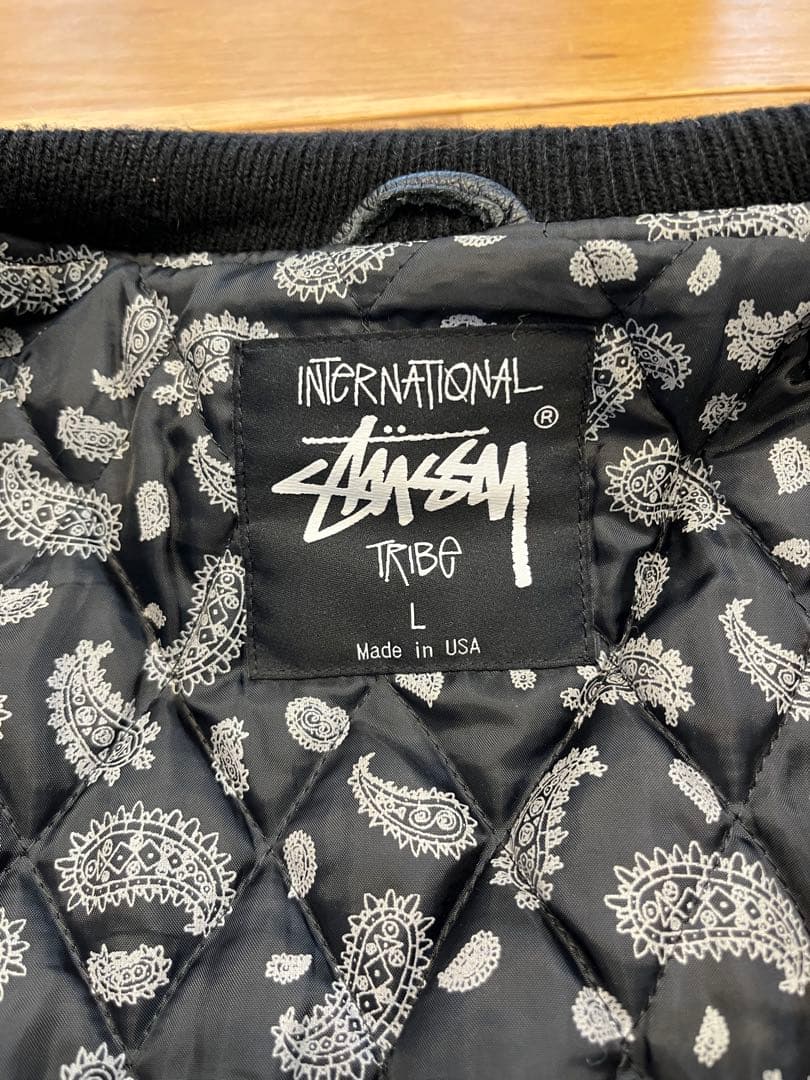 INTERNATIONAL
STÜSSY ®
TRIBE
L
Made in USA